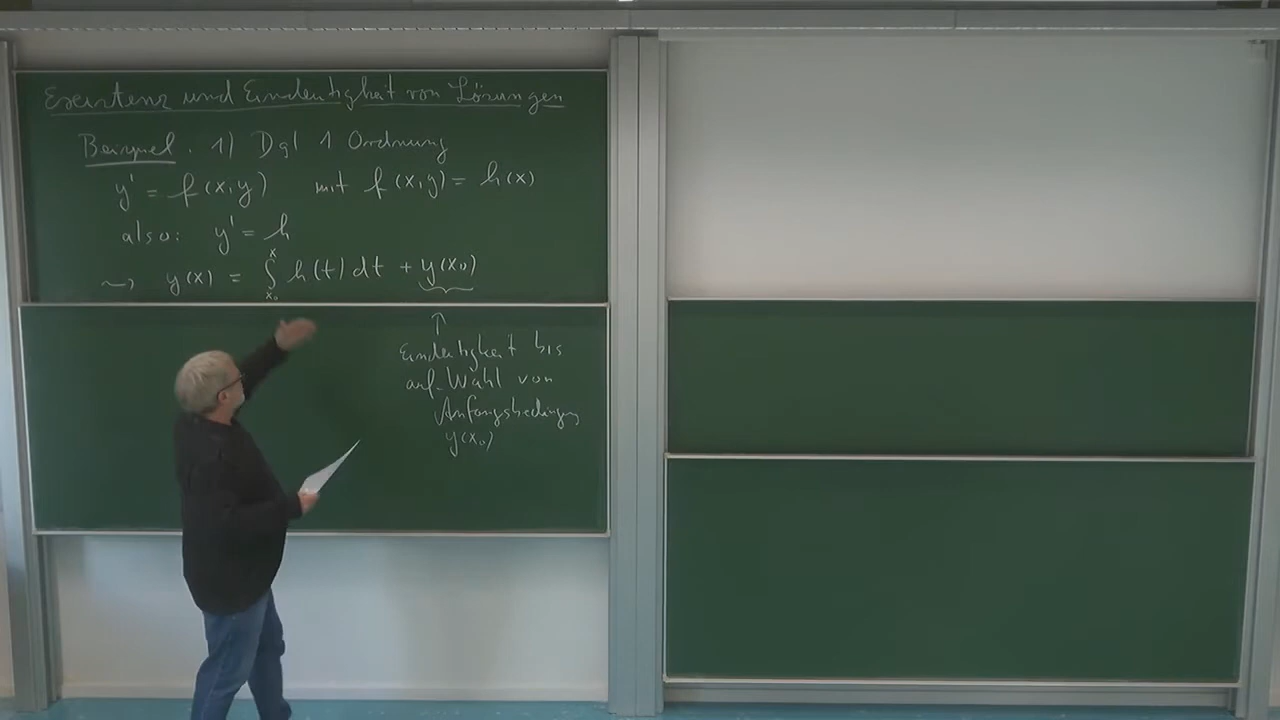 Existenz und Eindeutigkeit von Lösungen
Beispiel. 1) Dgl 1 Ordnung
y' = f(x,y) mit f(x,y) = h(x)
also: y' = h
⇝ y(x) = ∫_{x₀}^{x} h(t) dt + y(x₀)
↑
Eindeutigkeit bis
auf Wahl von
Anfangsbedingung
y(x₀)